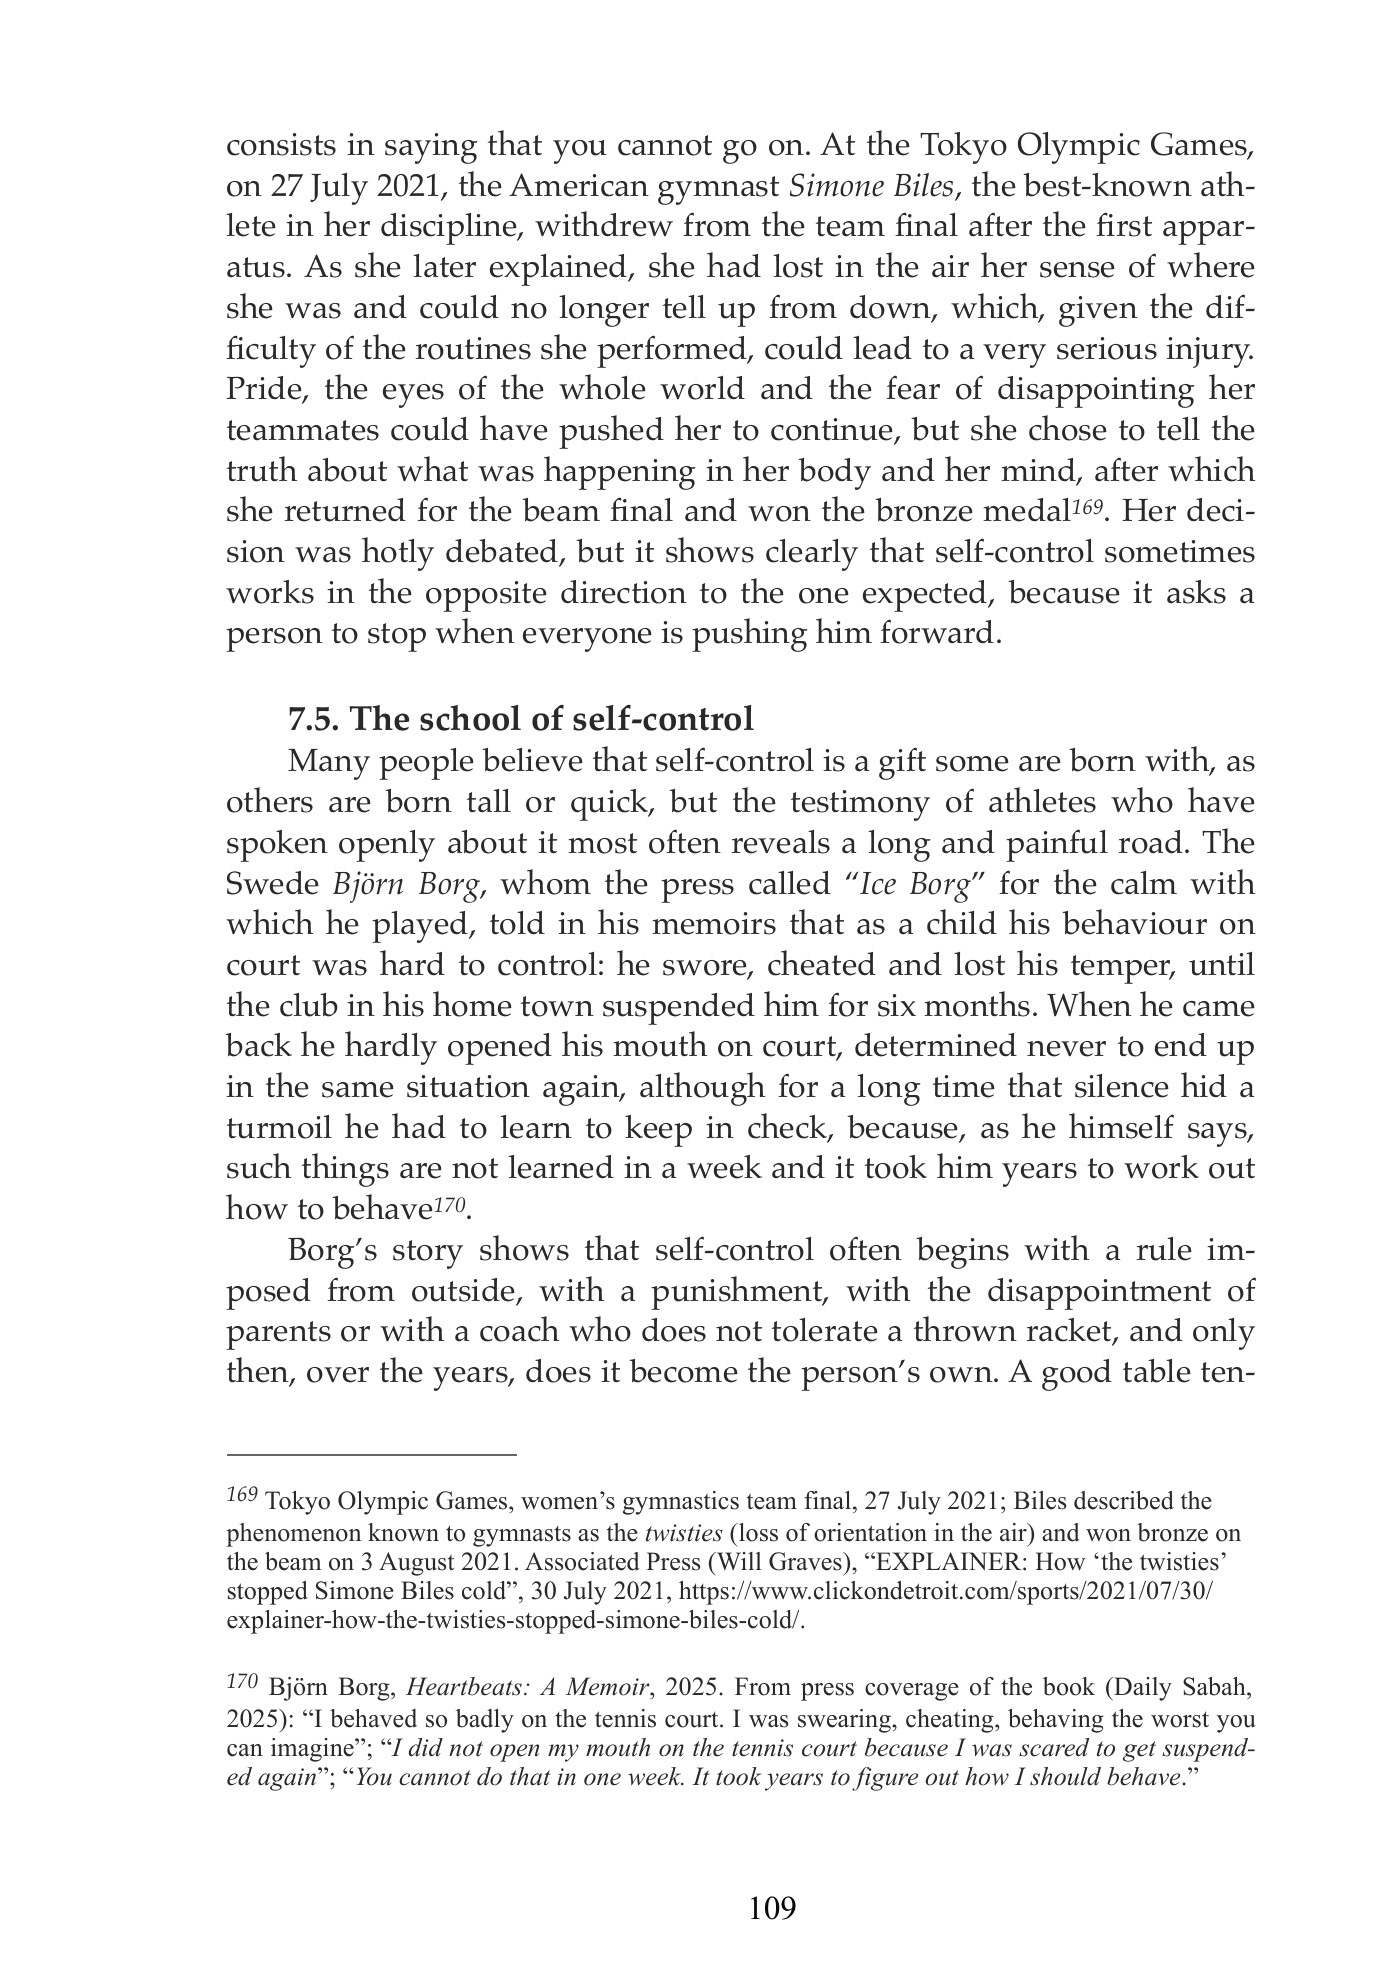 consists in saying that you cannot go on. At the Tokyo Olympic Games,
on 27 July 2021, the American gymnast Simone Biles, the best-known ath-
lete in her discipline, withdrew from the team final after the first appar-
atus. As she later explained, she had lost in the air her sense of where
she was and could no longer tell up from down, which, given the dif-
ficulty of the routines she performed, could lead to a very serious injury.
Pride, the eyes of the whole world and the fear of disappointing her
teammates could have pushed her to continue, but she chose to tell the
truth about what was happening in her body and her mind, after which
she returned for the beam final and won the bronze medal169. Her deci-
sion was hotly debated, but it shows clearly that self-control sometimes
works in the opposite direction to the one expected, because it asks a
person to stop when everyone is pushing him forward.
7.5. The school of self-control
Many people believe that self-control is a gift some are born with, as
others are born tall or quick, but the testimony of athletes who have
spoken openly about it most often reveals a long and painful road. The
Swede Björn Borg, whom the press called “Ice Borg” for the calm with
which he played, told in his memoirs that as a child his behaviour on
court was hard to control: he swore, cheated and lost his temper, until
the club in his home town suspended him for six months. When he came
back he hardly opened his mouth on court, determined never to end up
in the same situation again, although for a long time that silence hid a
turmoil he had to learn to keep in check, because, as he himself says,
such things are not learned in a week and it took him years to work out
how to behave170.
Borg’s story shows that self-control often begins with a rule im-
posed from outside, with a punishment, with the disappointment of
parents or with a coach who does not tolerate a thrown racket, and only
then, over the years, does it become the person’s own. A good table ten-
169 Tokyo Olympic Games, women’s gymnastics team final, 27 July 2021; Biles described the
phenomenon known to gymnasts as the twisties (loss of orientation in the air) and won bronze on
the beam on 3 August 2021. Associated Press (Will Graves), “EXPLAINER: How ‘the twisties’
stopped Simone Biles cold”, 30 July 2021, https://www.clickondetroit.com/sports/2021/07/30/
explainer-how-the-twisties-stopped-simone-biles-cold/.
170 Björn Borg, Heartbeats: A Memoir, 2025. From press coverage of the book (Daily Sabah,
2025): “I behaved so badly on the tennis court. I was swearing, cheating, behaving the worst you
can imagine”; “I did not open my mouth on the tennis court because I was scared to get suspend-
ed again”; “You cannot do that in one week. It took years to figure out how I should behave.”
109